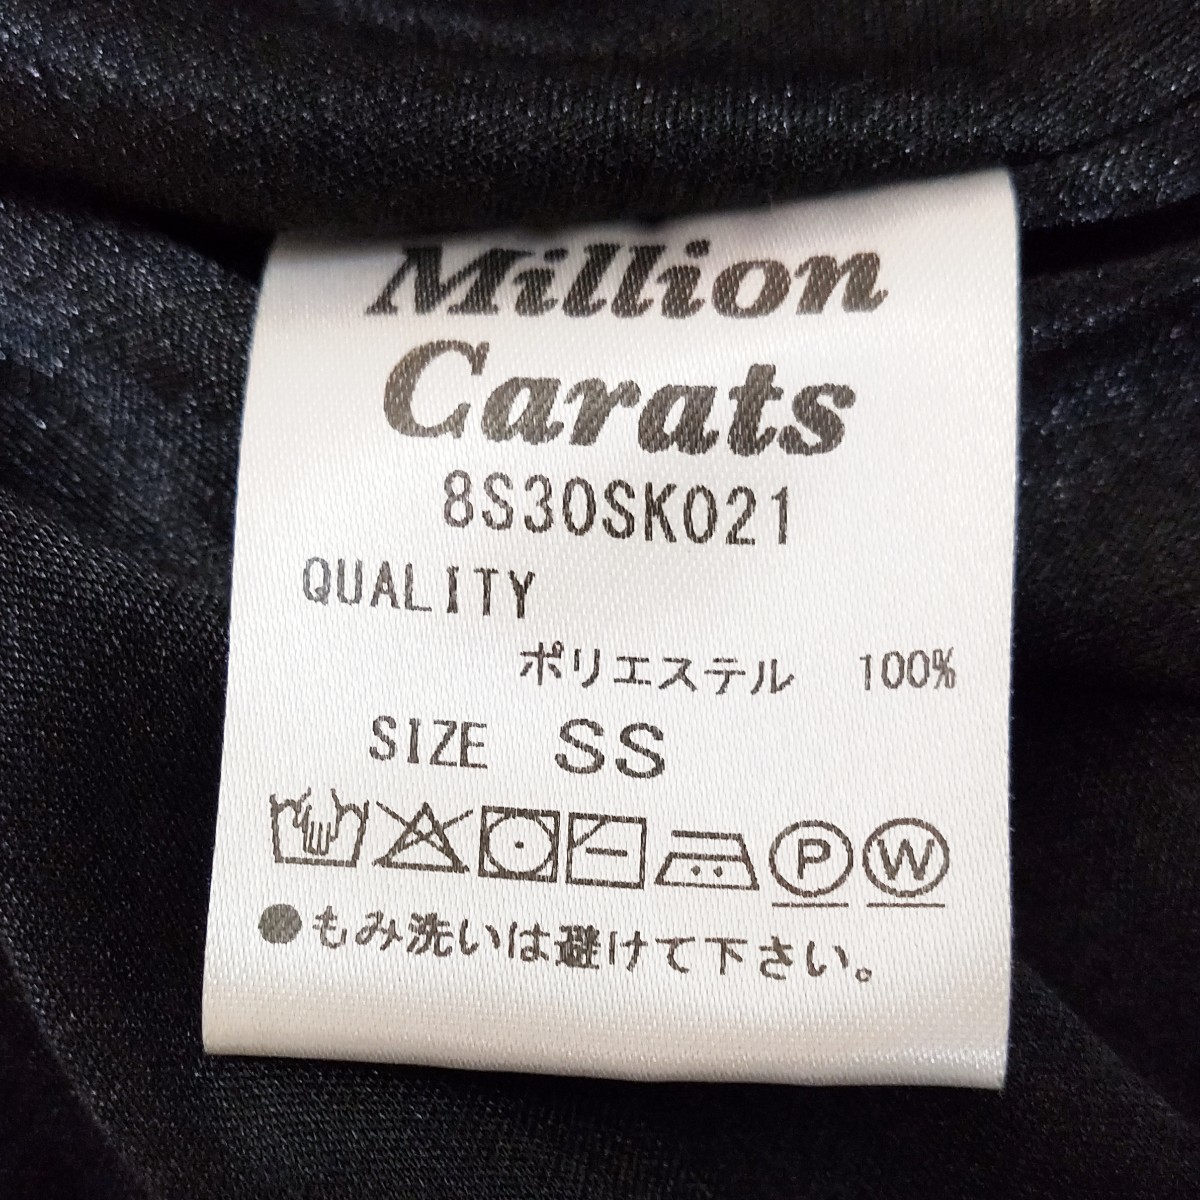 Million
Carats
8S30SK021
QUALITY
ポリエステル 100%
SIZE SS
P W
●もみ洗いは避けて下さい。